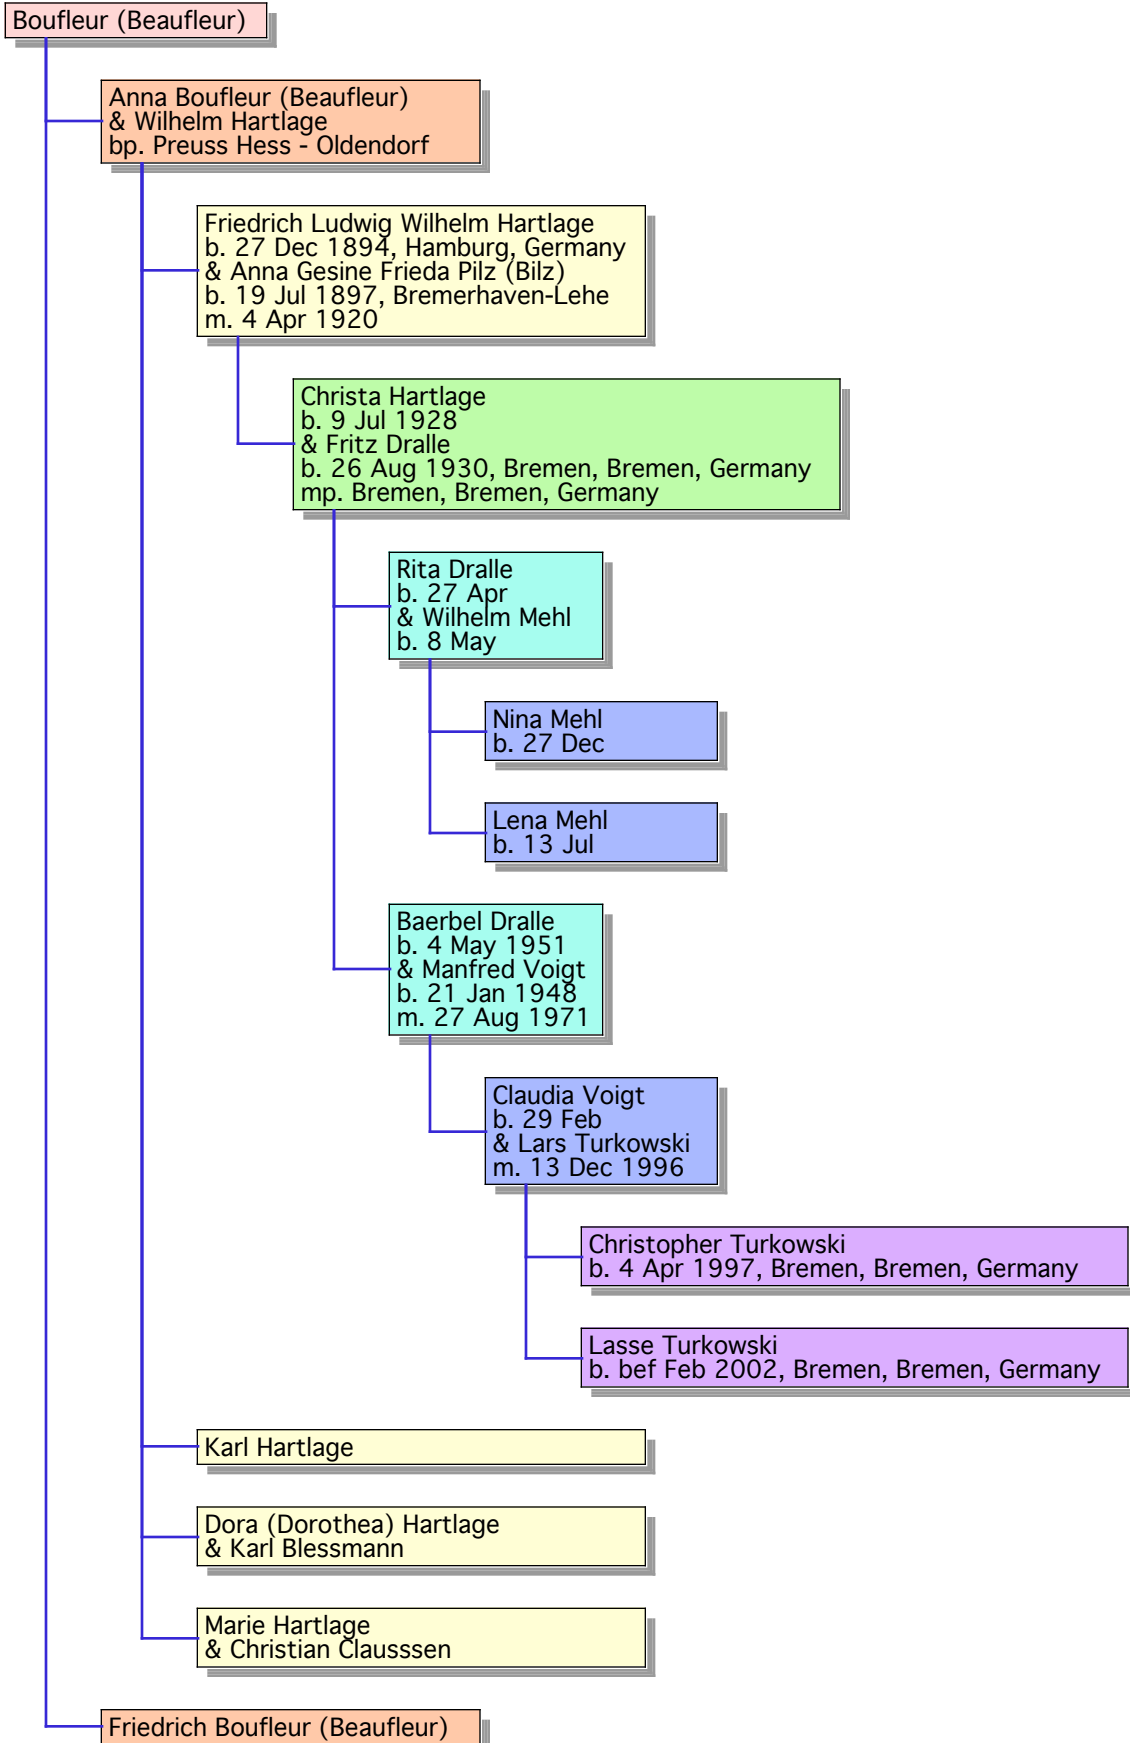 Boufleur (Beaufleur)
Anna Boufleur (Beaufleur)
& Wilhelm Hartlage
bp. Preuss Hess - Oldendorf
Friedrich Ludwig Wilhelm Hartlage
b. 27 Dec 1894, Hamburg, Germany
& Anna Gesine Frieda Pilz (Bilz)
b. 19 Jul 1897, Bremerhaven-Lehe
m. 4 Apr 1920
Christa Hartlage
b. 9 Jul 1928
& Fritz Dralle
b. 26 Aug 1930, Bremen, Bremen, Germany
mp. Bremen, Bremen, Germany
Rita Dralle
b. 27 Apr
& Wilhelm Mehl
b. 8 May
Nina Mehl
b. 27 Dec
Lena Mehl
b. 13 Jul
Baerbel Dralle
b. 4 May 1951
& Manfred Voigt
b. 21 Jan 1948
m. 27 Aug 1971
Claudia Voigt
b. 29 Feb
& Lars Turkowski
m. 13 Dec 1996
Christopher Turkowski
b. 4 Apr 1997, Bremen, Bremen, Germany
Lasse Turkowski
b. bef Feb 2002, Bremen, Bremen, Germany
Karl Hartlage
Dora (Dorothea) Hartlage
& Karl Blessmann
Marie Hartlage
& Christian Clausssen
Friedrich Boufleur (Beaufleur)